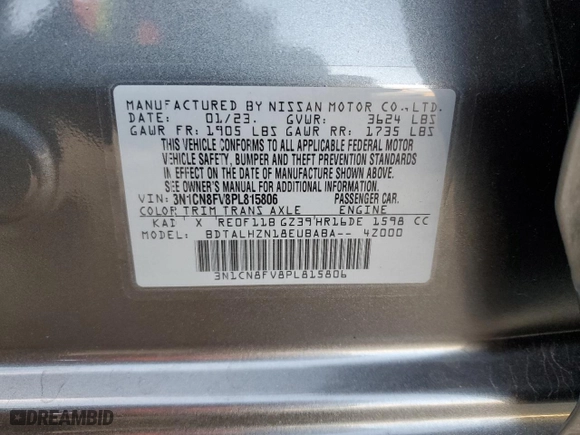 MANUFACTURED BY NISSAN MOTOR CO.,LTD.
DATE: 01/23. GVWR: 3624 LBS
GAWR FR: 1905 LBS GAWR RR: 1735 LBS
THIS VEHICLE CONFORMS TO ALL APPLICABLE FEDERAL MOTOR
VEHICLE SAFETY, BUMPER AND THEFT PREVENTION STANDARDS
IN EFFECT ON THE DATE OF MANUFACTURE SHOWN ABOVE.
SEE OWNER'S MANUAL FOR ADDITIONAL INFORMATION.
VIN: 3N1CN8FV8PL815806 PASSENGER CAR.
COLOR TRIM TRANS AXLE ENGINE
KAD X RE0F11B GZ39 HR16DE 1598 CC
MODEL: BDTALHZN18EUBABA-- 4Z000
3N1CN8FV8PL815806
DREAMBID